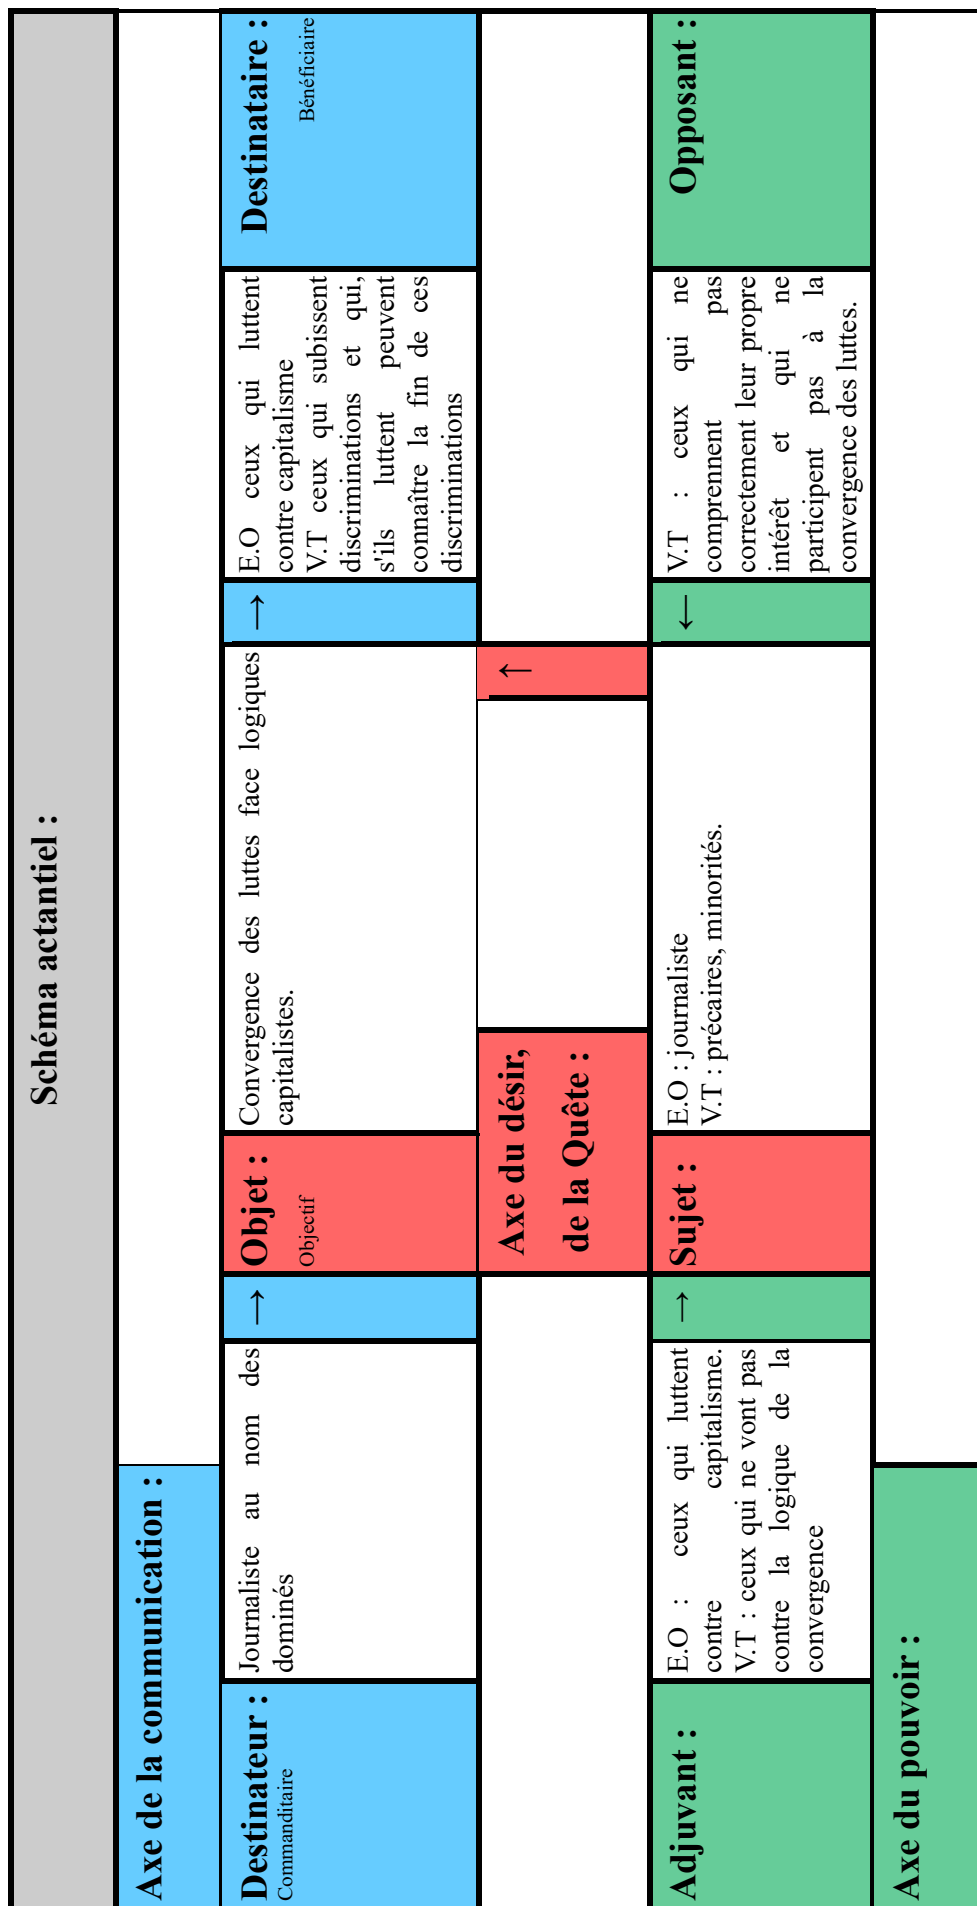 Schéma actantiel :
Axe de la communication :
Destinateur :
Commanditaire
Journaliste au nom des
dominés
→
Objet :
Objectif
Convergence des luttes face logiques
capitalistes.
→
E.O ceux qui luttent
contre capitalisme
V.T ceux qui subissent
discriminations et qui,
s'ils luttent peuvent
connaître la fin de ces
discriminations
Destinataire :
Bénéficiaire
Axe du désir,
de la Quête :
↑
Adjuvant :
E.O : ceux qui luttent
contre capitalisme.
V.T : ceux qui ne vont pas
contre la logique de la
convergence
→
Sujet :
E.O : journaliste
V.T : précaires, minorités.
←
V.T : ceux qui ne
comprennent pas
correctement leur propre
intérêt et qui ne
participent pas à la
convergence des luttes.
Opposant :
Axe du pouvoir :